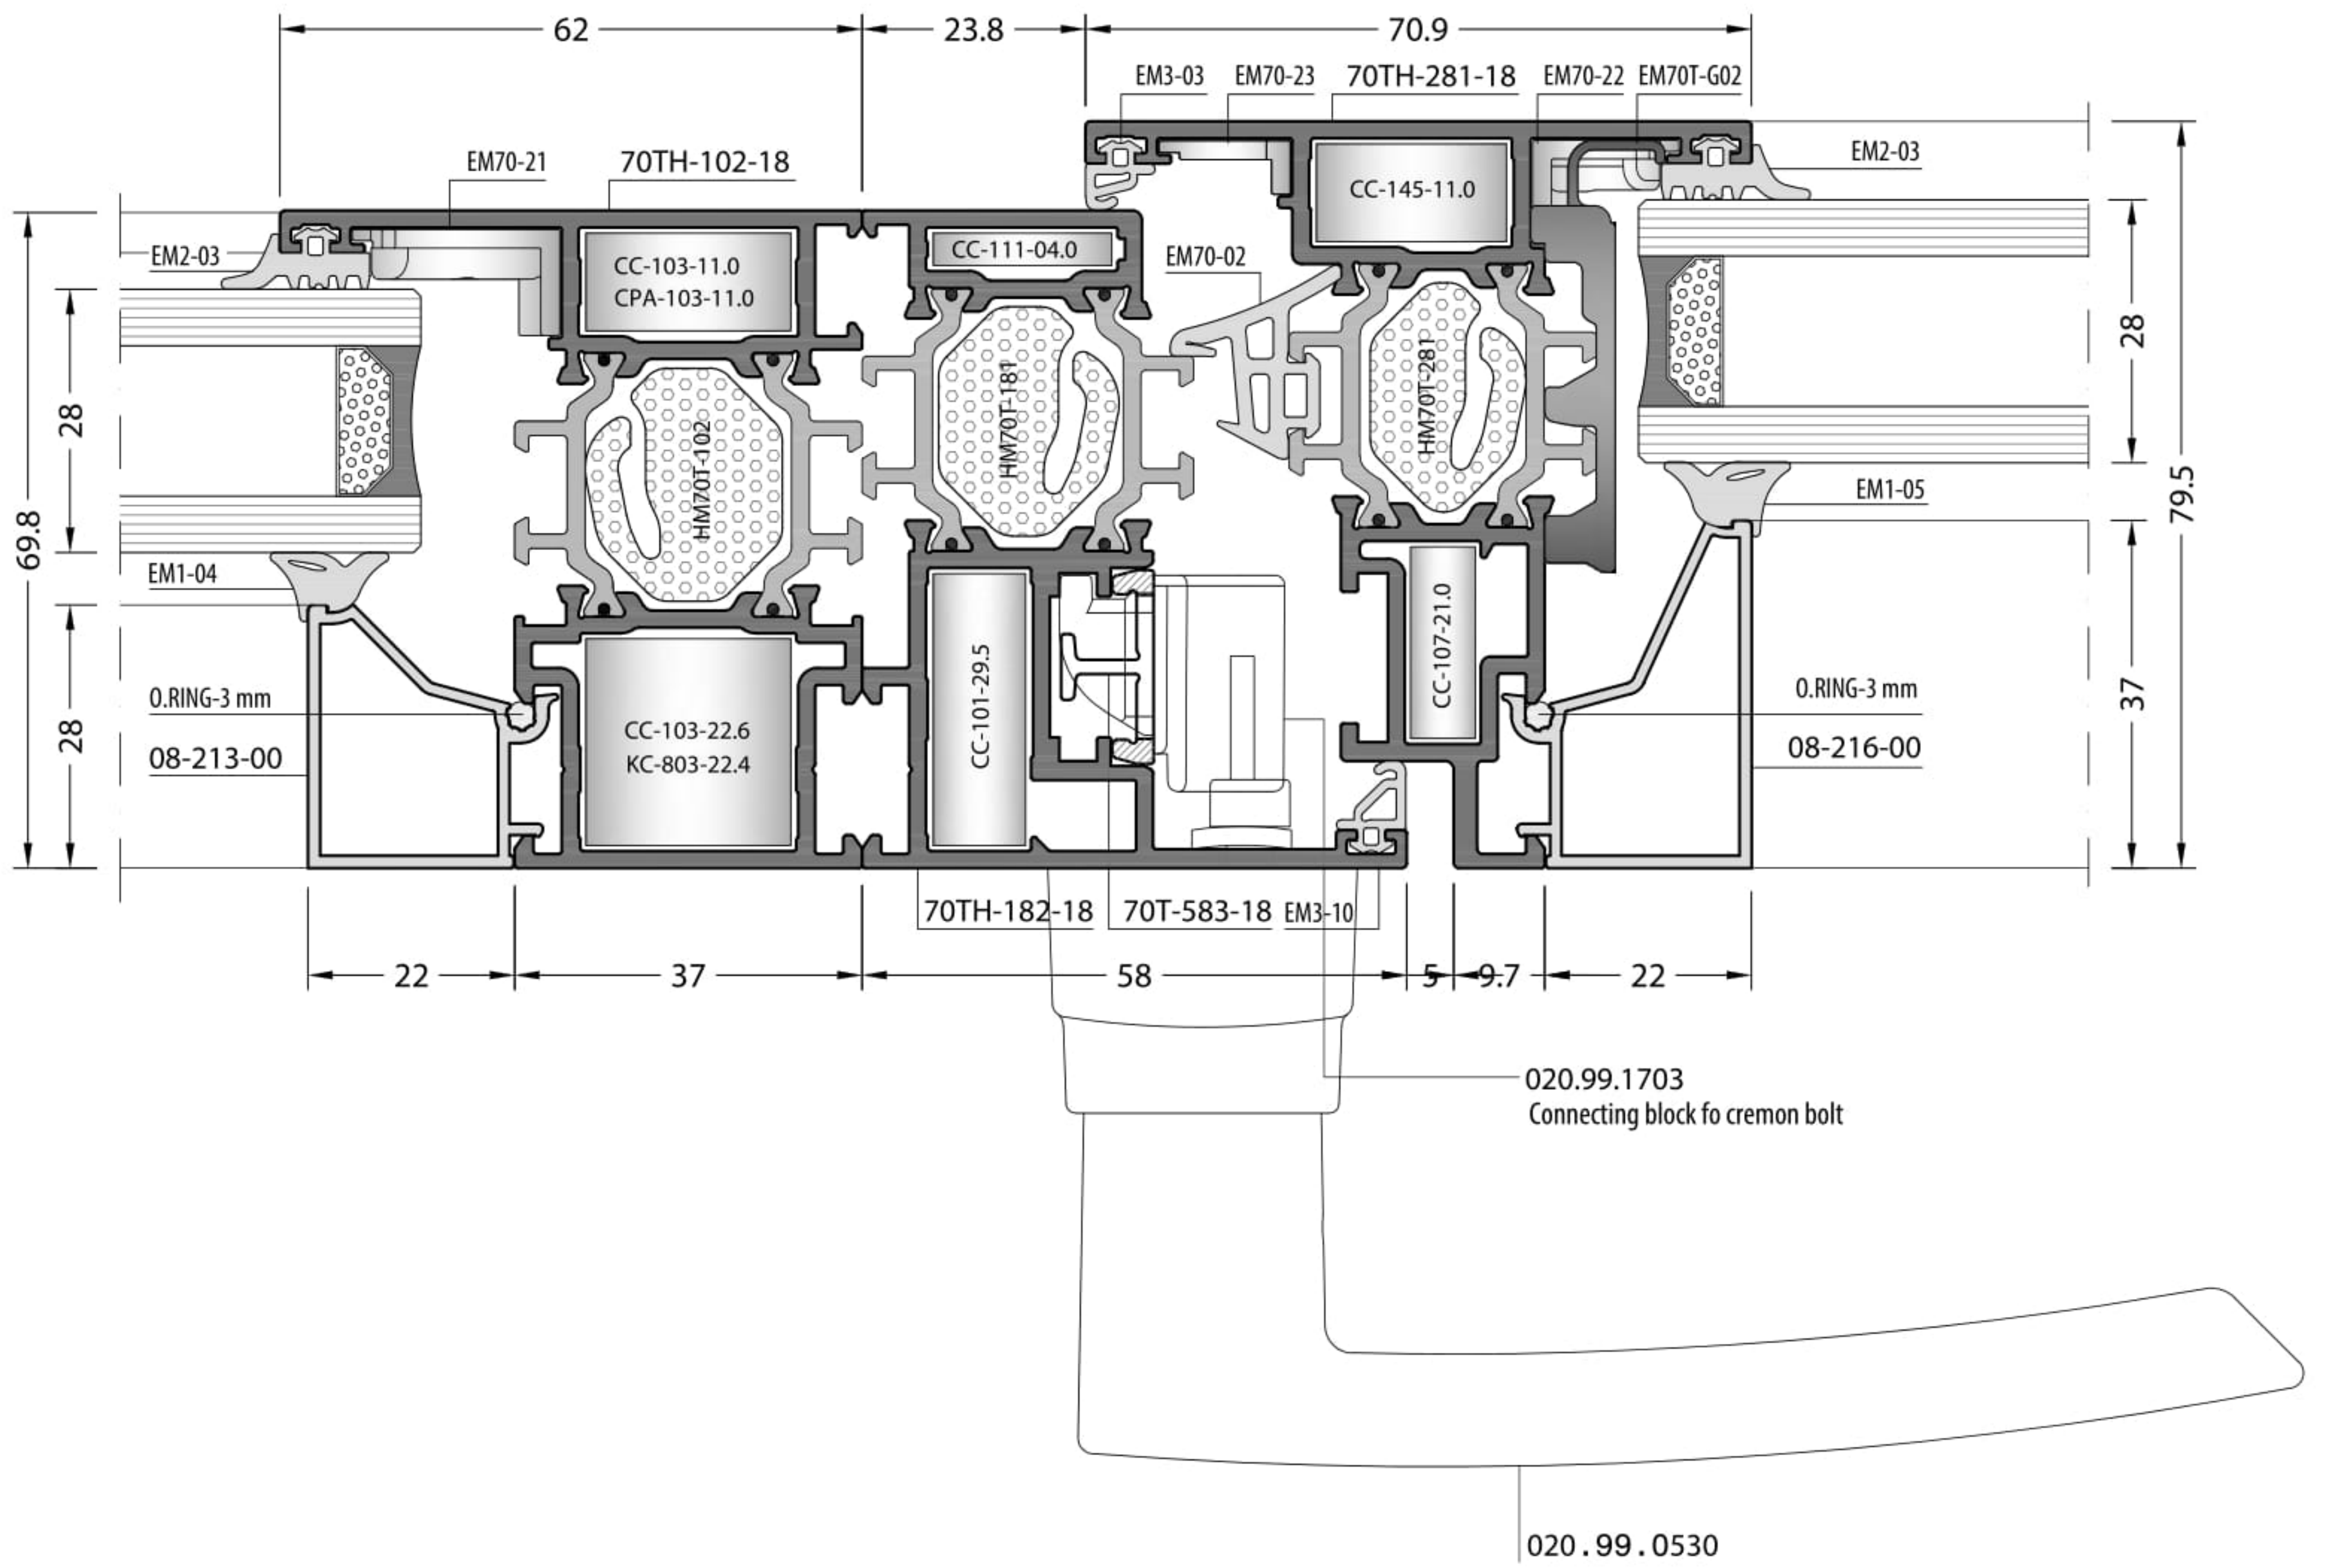 62
23.8
70.9
EM3-03
EM70-23
70TH-281-18
EM70-22
EM70T-G02
EM70-21
70TH-102-18
EM2-03
CC-145-11.0
EM2-03
CC-111-04.0
EM70-02
CC-103-11.0
CPA-103-11.0
28
28
HM70T-102
HM70T-181
HM70T-281
69.8
79.5
EM1-05
EM1-04
CC-107-21.0
CC-101-29.5
O.RING-3 mm
O.RING-3 mm
28
37
CC-103-22.6
KC-803-22.4
08-213-00
08-216-00
70TH-182-18
70T-583-18
EM3-10
22
37
58
5
9.7
22
020.99.1703
Connecting block fo cremon bolt
020.99.0530